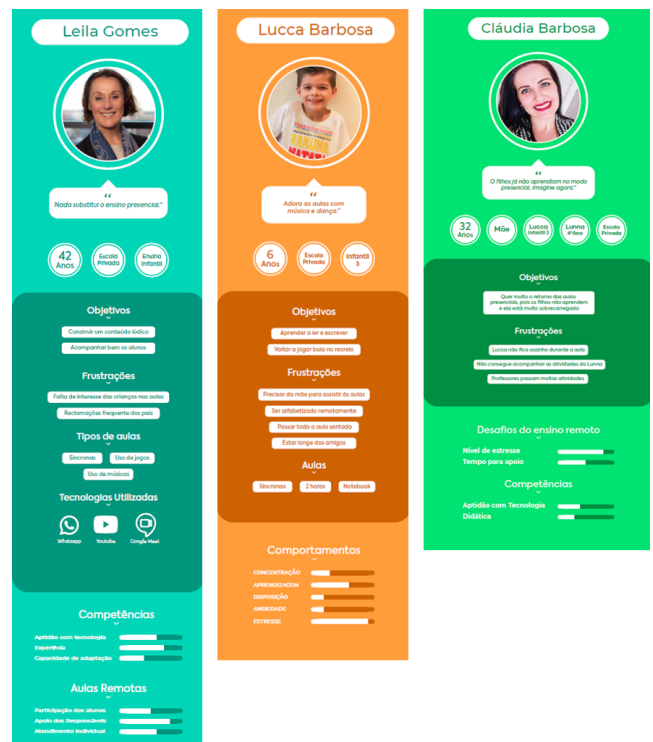 Leila Gomes
“
Nada substitui o ensino presencial."
42
Anos
Escola
Privada
Ensino
Infantil
Objetivos
Construir um conteúdo lúdico
Acompanhar bem os alunos
Frustrações
Falta de interesse das crianças nas aulas
Reclamações frequente dos pais
Tipos de aulas
Síncronas
Uso de jogos
Uso de músicas
Tecnologias Utilizadas
Whatsapp
Youtube
Google Meet
Competências
Aptidão com tecnologia
Experiência
Capacidade de adaptação
Aulas Remotas
Participação dos alunos
Apoio dos Responsáveis
Atendimento Individual
Lucca Barbosa
HAKUNA
MATATA
“
Adora as aulas com
música e dança."
6
Anos
Escola
Privada
Infantil
3
Objetivos
Aprender a ler e escrever
Voltar a jogar bola no recreio
Frustrações
Precisar da mãe para assistir às aulas
Ser alfabetizado remotamente
Passar toda a aula sentada
Estar longe dos amigos
Aulas
Síncronas
2 horas
Notebook
Comportamentos
CONCENTRAÇÃO
APRENDIZAGEM
DISPOSIÇÃO
ANSIEDADE
ESTRESSE
Cláudia Barbosa
“
O filhos já não aprendiam no modo
presencial, imagine agora."
32
Anos
Mãe
Lucca
Infantil 3
Lunna
4ºAno
Escola
Privada
Objetivos
Quer muito o retorno das aulas
presenciais, pois os filhos não aprendem
e ela está muito sobrecarregada
Frustrações
Lucca não fica sozinho durante a aula
Não consegue acompanhar as atividades da Lunna
Professores passam muitas atividades
Desafios do ensino remoto
Nível de estresse
Tempo para apoio
Competências
Aptidão com Tecnologia
Didática